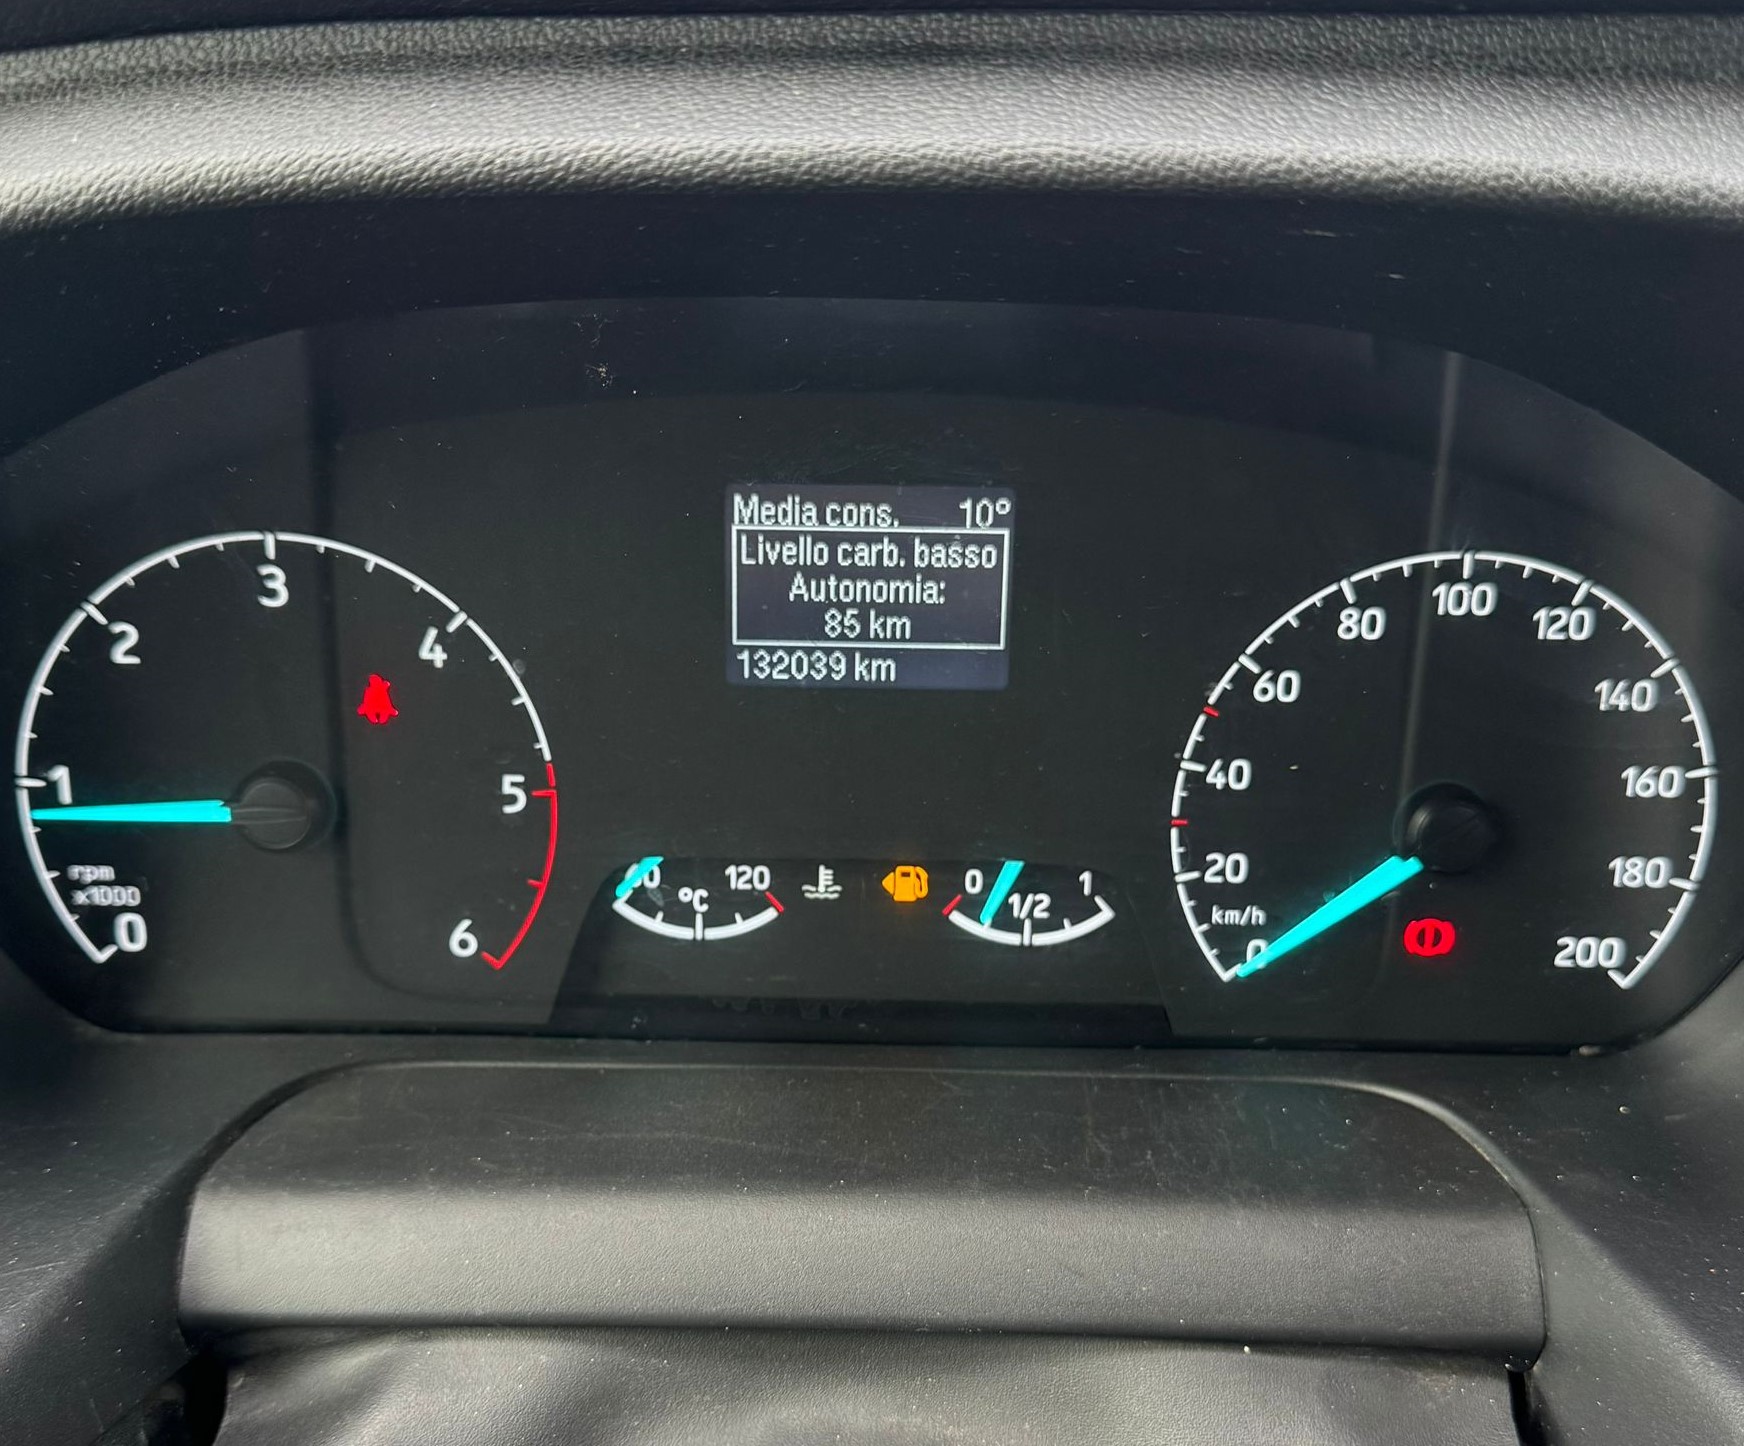 Media cons. 10°
Livello carb. basso
Autonomia:
85 km
132039 km
0
1
2
3
4
5
6
rpm
x1000
60
°C
120
0
1/2
1
0
20
40
60
80
100
120
140
160
180
200
km/h